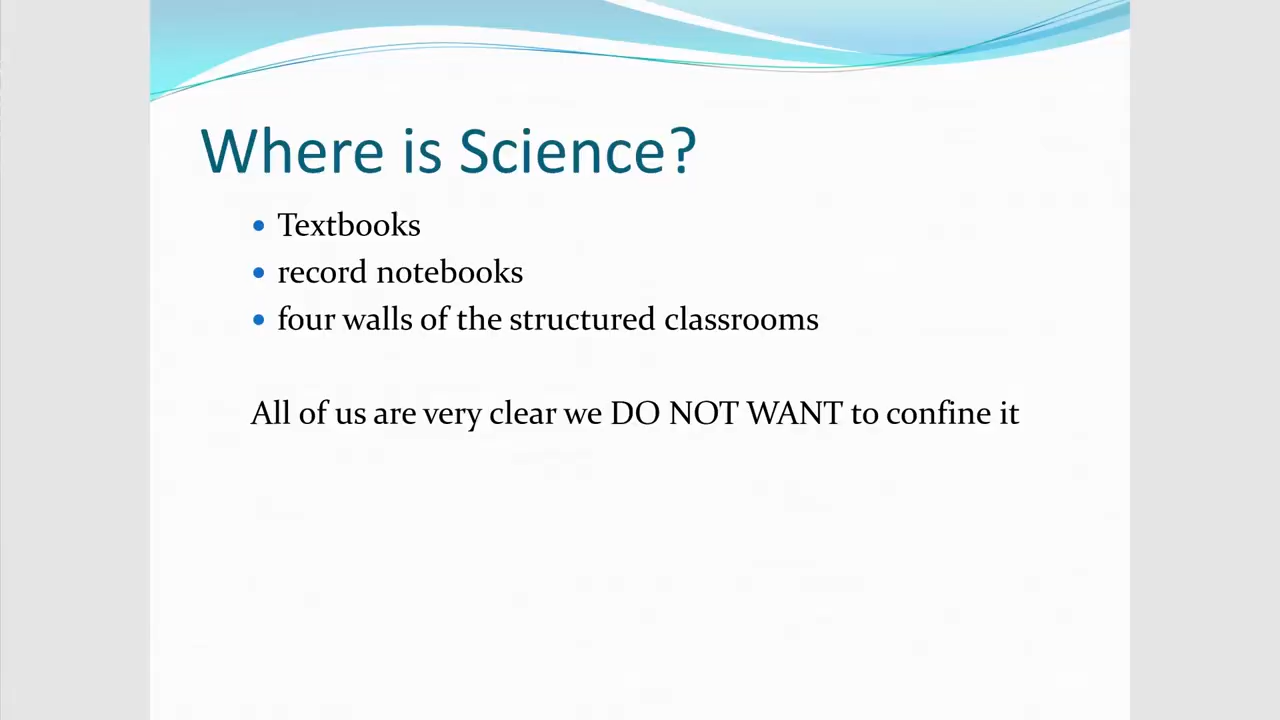 Where is Science?
• Textbooks
• record notebooks
• four walls of the structured classrooms
All of us are very clear we DO NOT WANT to confine it